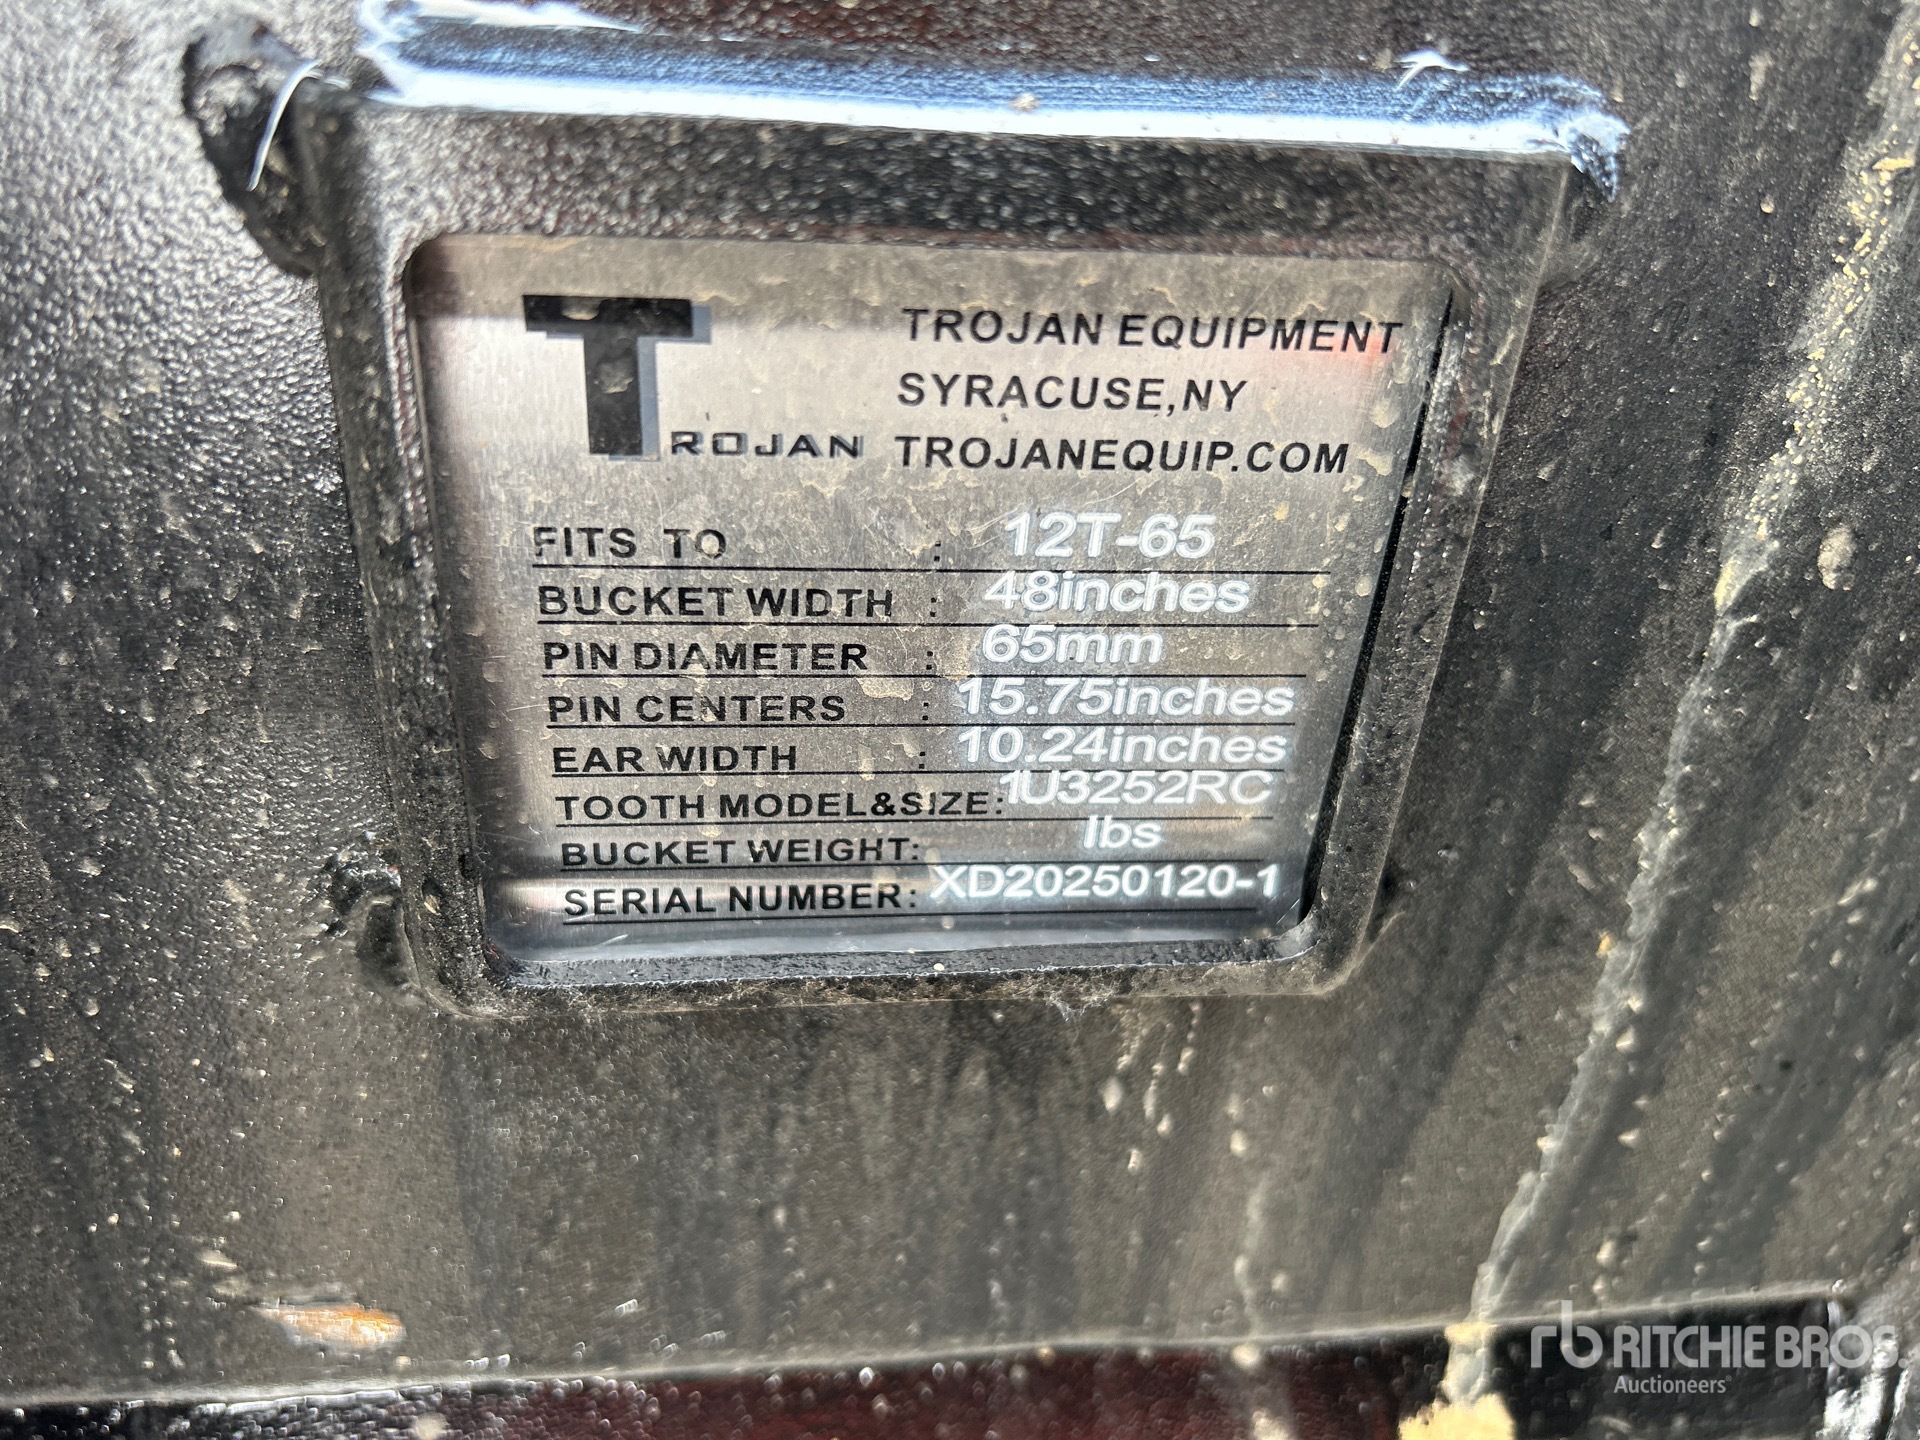 TROJAN
TROJAN EQUIPMENT
SYRACUSE,NY
TROJANEQUIP.COM
FITS TO : 12T-65
BUCKET WIDTH : 48inches
PIN DIAMETER : 65mm
PIN CENTERS : 15.75inches
EAR WIDTH : 10.24inches
TOOTH MODEL&SIZE: 1U3252RC
BUCKET WEIGHT: lbs
SERIAL NUMBER: XD20250120-1
rb RITCHIE BROS.
Auctioneers